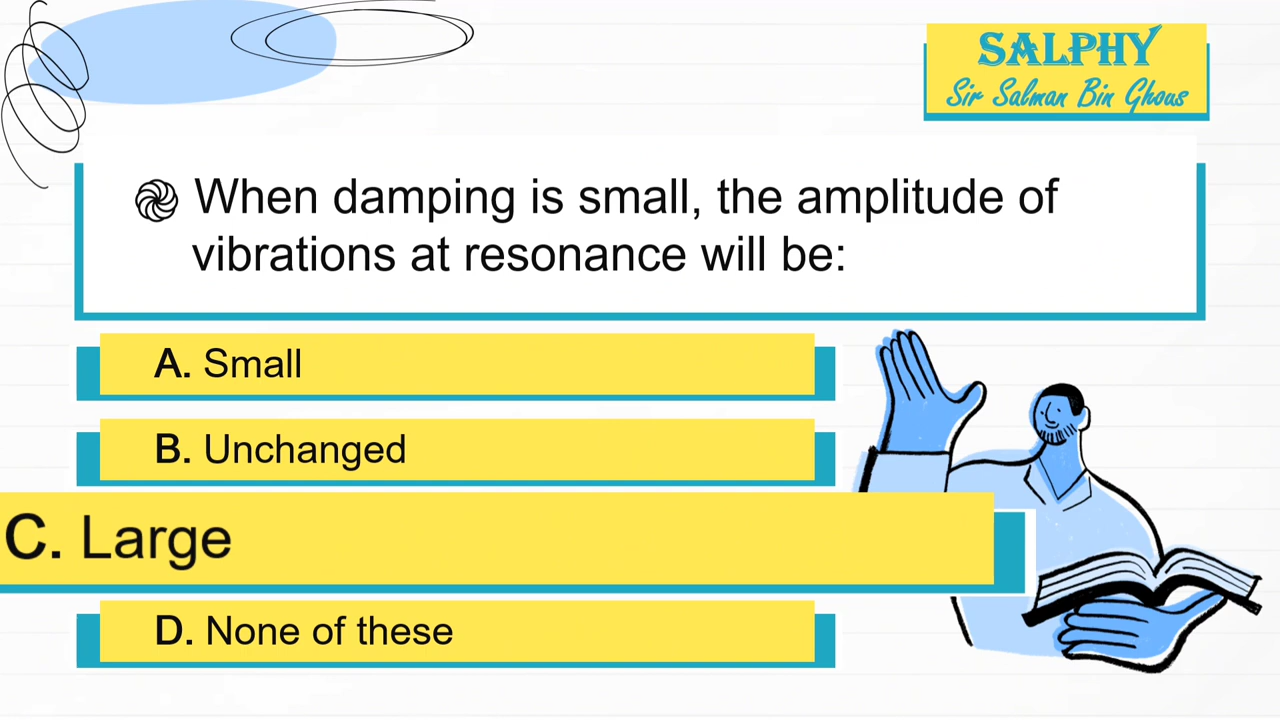 SALPHY
Sir Salman Bin Ghous
When damping is small, the amplitude of
vibrations at resonance will be:
A. Small
B. Unchanged
C. Large
D. None of these